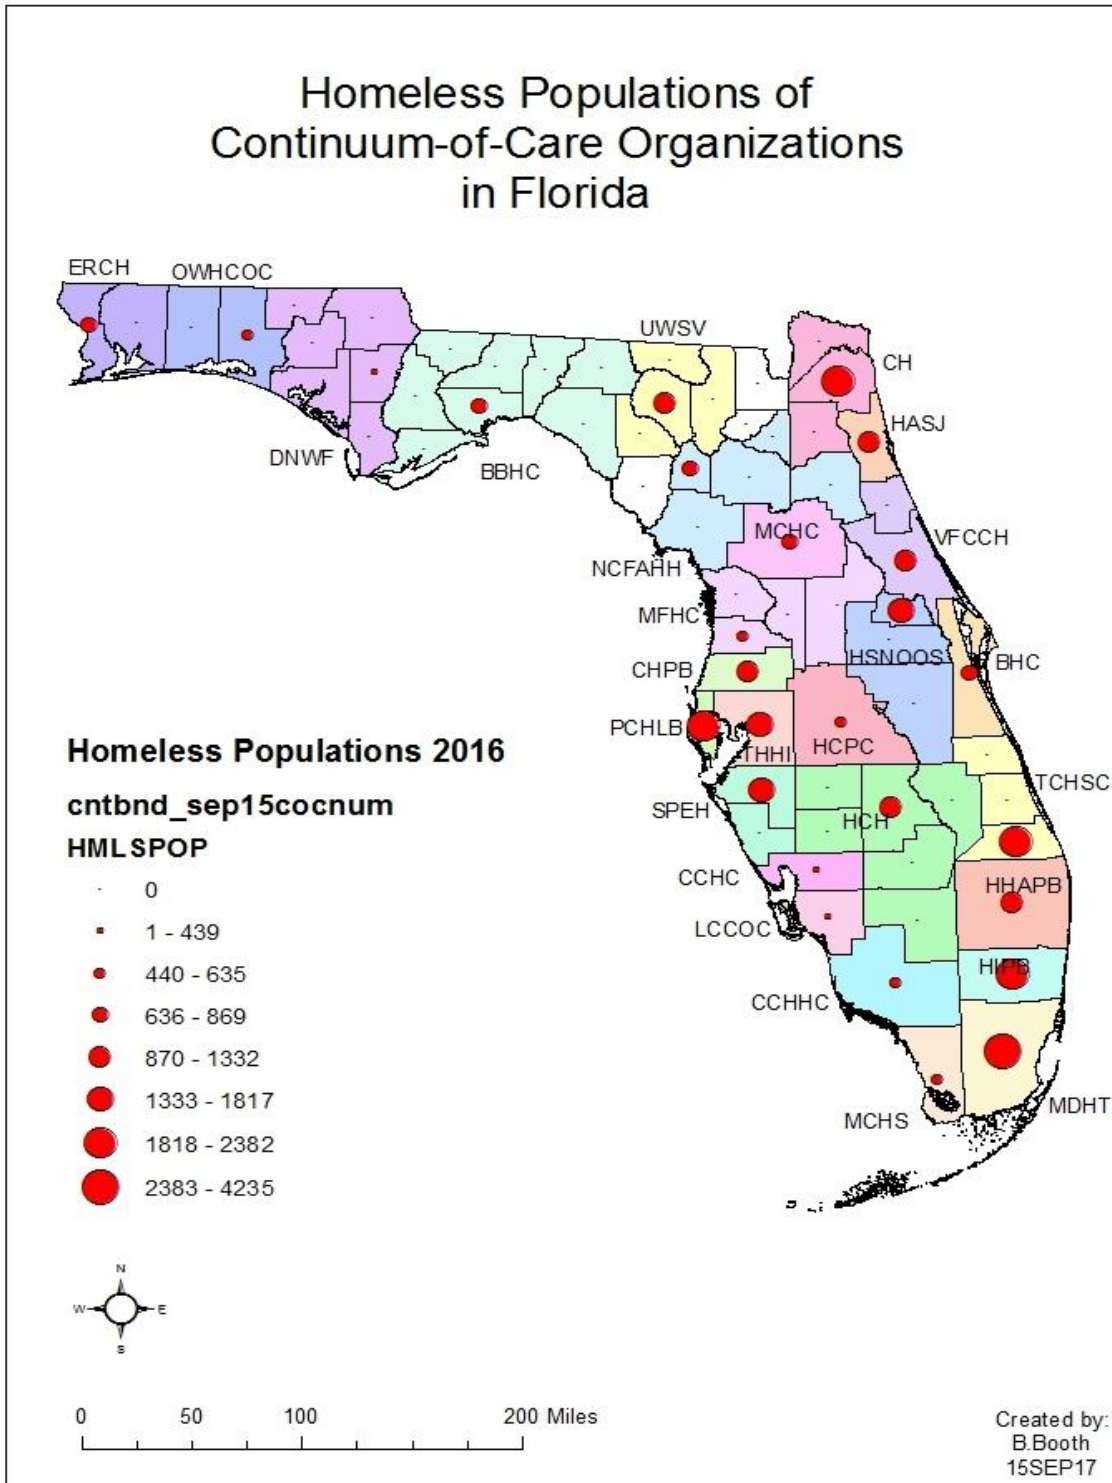 Homeless Populations of
Continuum-of-Care Organizations
in Florida
ERCH
OWHCOC
UWSV
CH
HASJ
DNWF
BBHC
MCHC
VFCCH
NCFAHH
MFHC
HSNOOS
BHC
CHPB
PCHLB
THHI
HCPC
TCHSC
SPEH
HCH
CCHC
HHAPB
LCCOC
HIPB
CCHHC
MCHS
MDHT
Homeless Populations 2016
cntbnd_sep15cocnum
HMLSPOP
0
1 - 439
440 - 635
636 - 869
870 - 1332
1333 - 1817
1818 - 2382
2383 - 4235
N
W E
S
0 50 100 200 Miles
Created by:
B.Booth
15SEP17